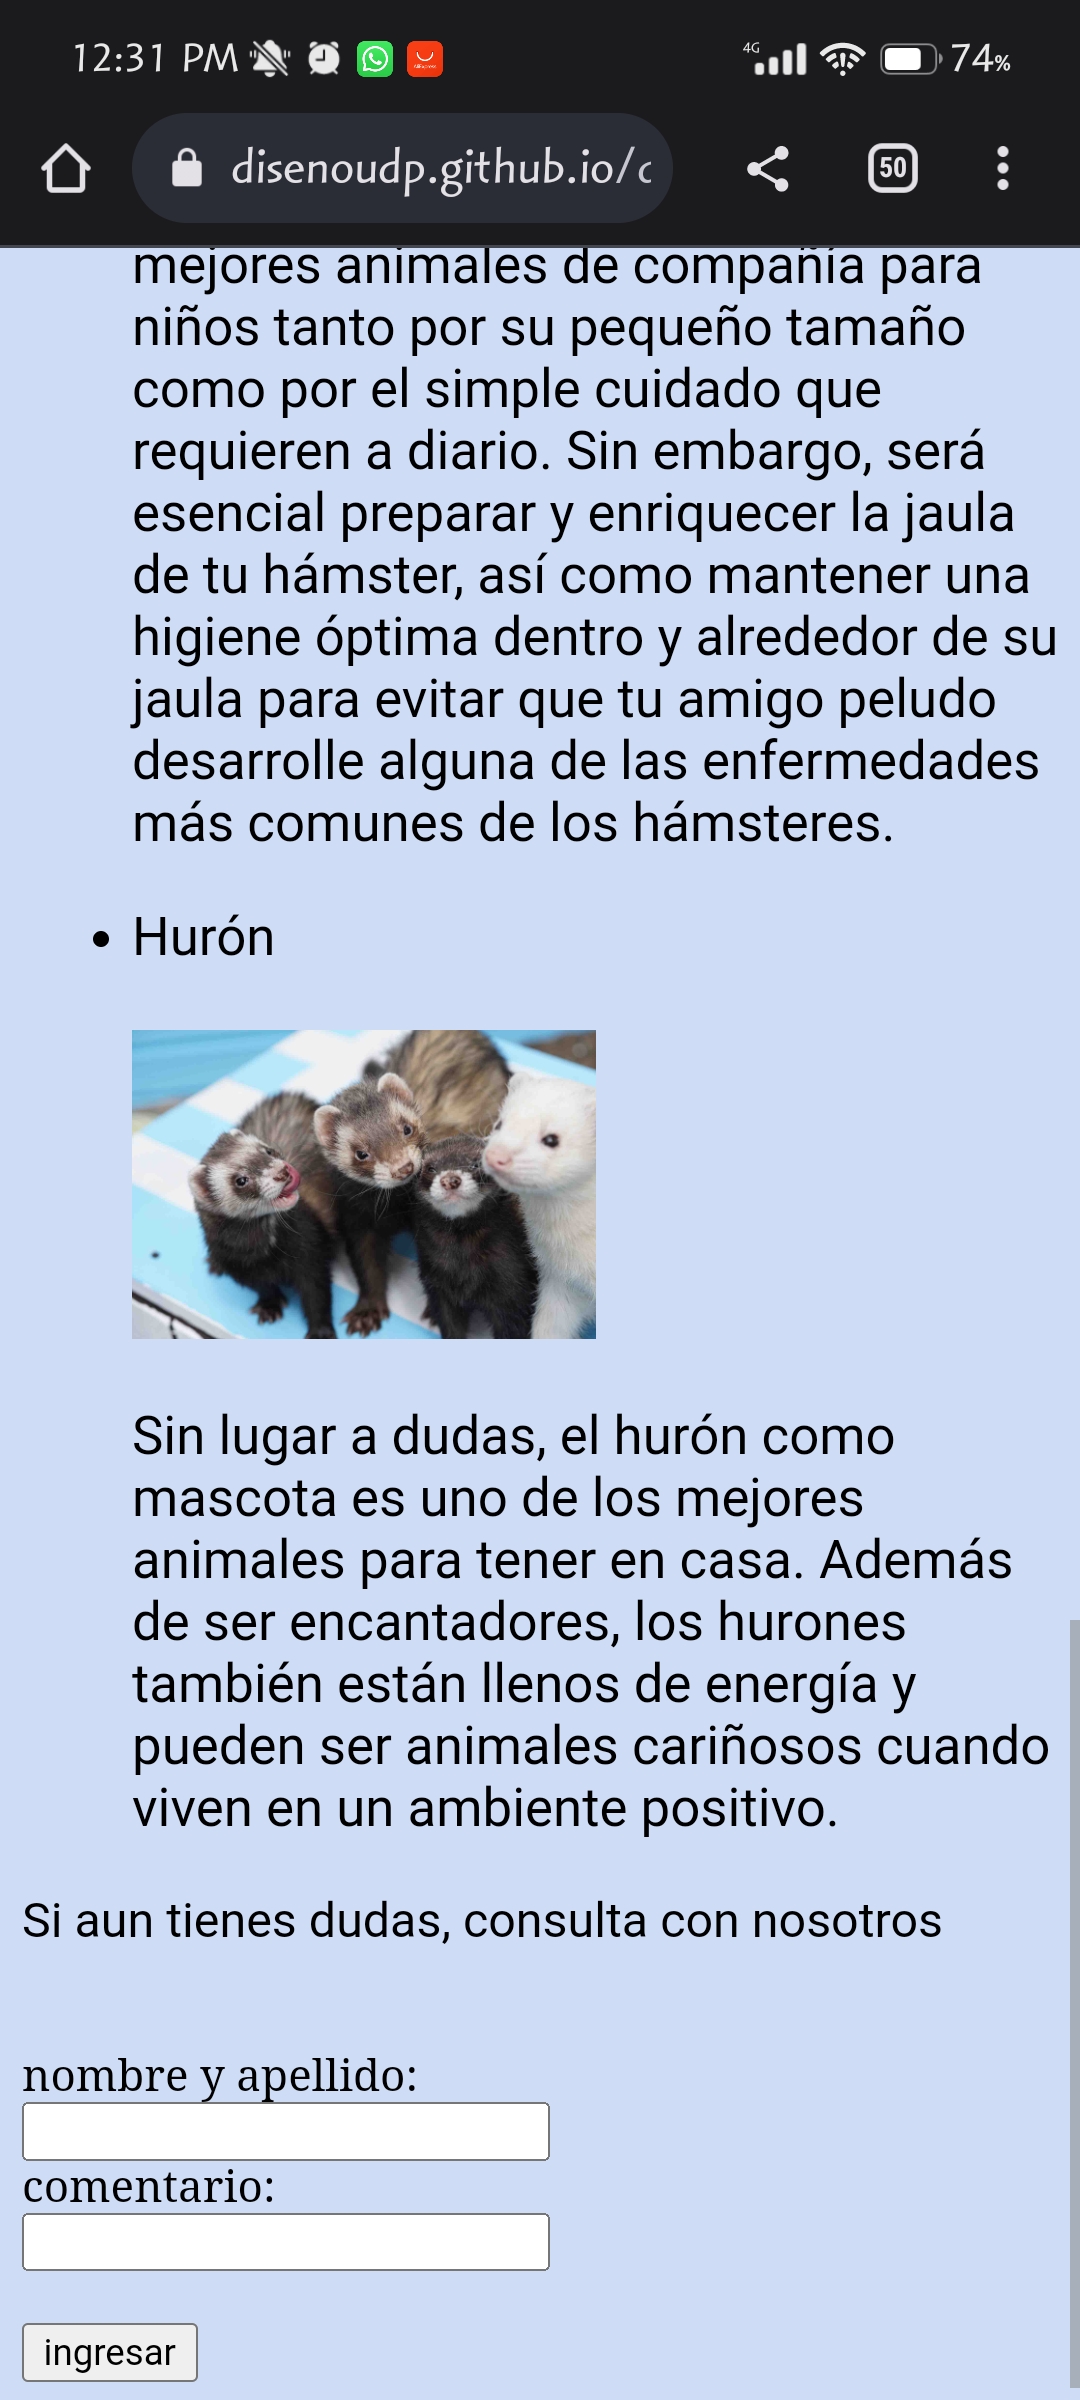 12:31 PM
4G
74%
disenoudp.github.io/c
50
mejores animales de compañía para
niños tanto por su pequeño tamaño
como por el simple cuidado que
requieren a diario. Sin embargo, será
esencial preparar y enriquecer la jaula
de tu hámster, así como mantener una
higiene óptima dentro y alrededor de su
jaula para evitar que tu amigo peludo
desarrolle alguna de las enfermedades
más comunes de los hámsteres.
• Hurón
Sin lugar a dudas, el hurón como
mascota es uno de los mejores
animales para tener en casa. Además
de ser encantadores, los hurones
también están llenos de energía y
pueden ser animales cariñosos cuando
viven en un ambiente positivo.
Si aun tienes dudas, consulta con nosotros
nombre y apellido:
comentario:
ingresar